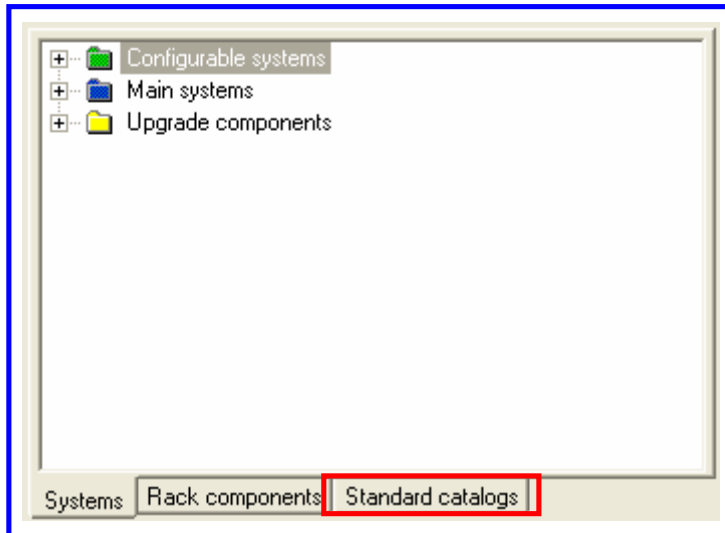 Configurable systems
Main systems
Upgrade components
Systems Rack components Standard catalogs